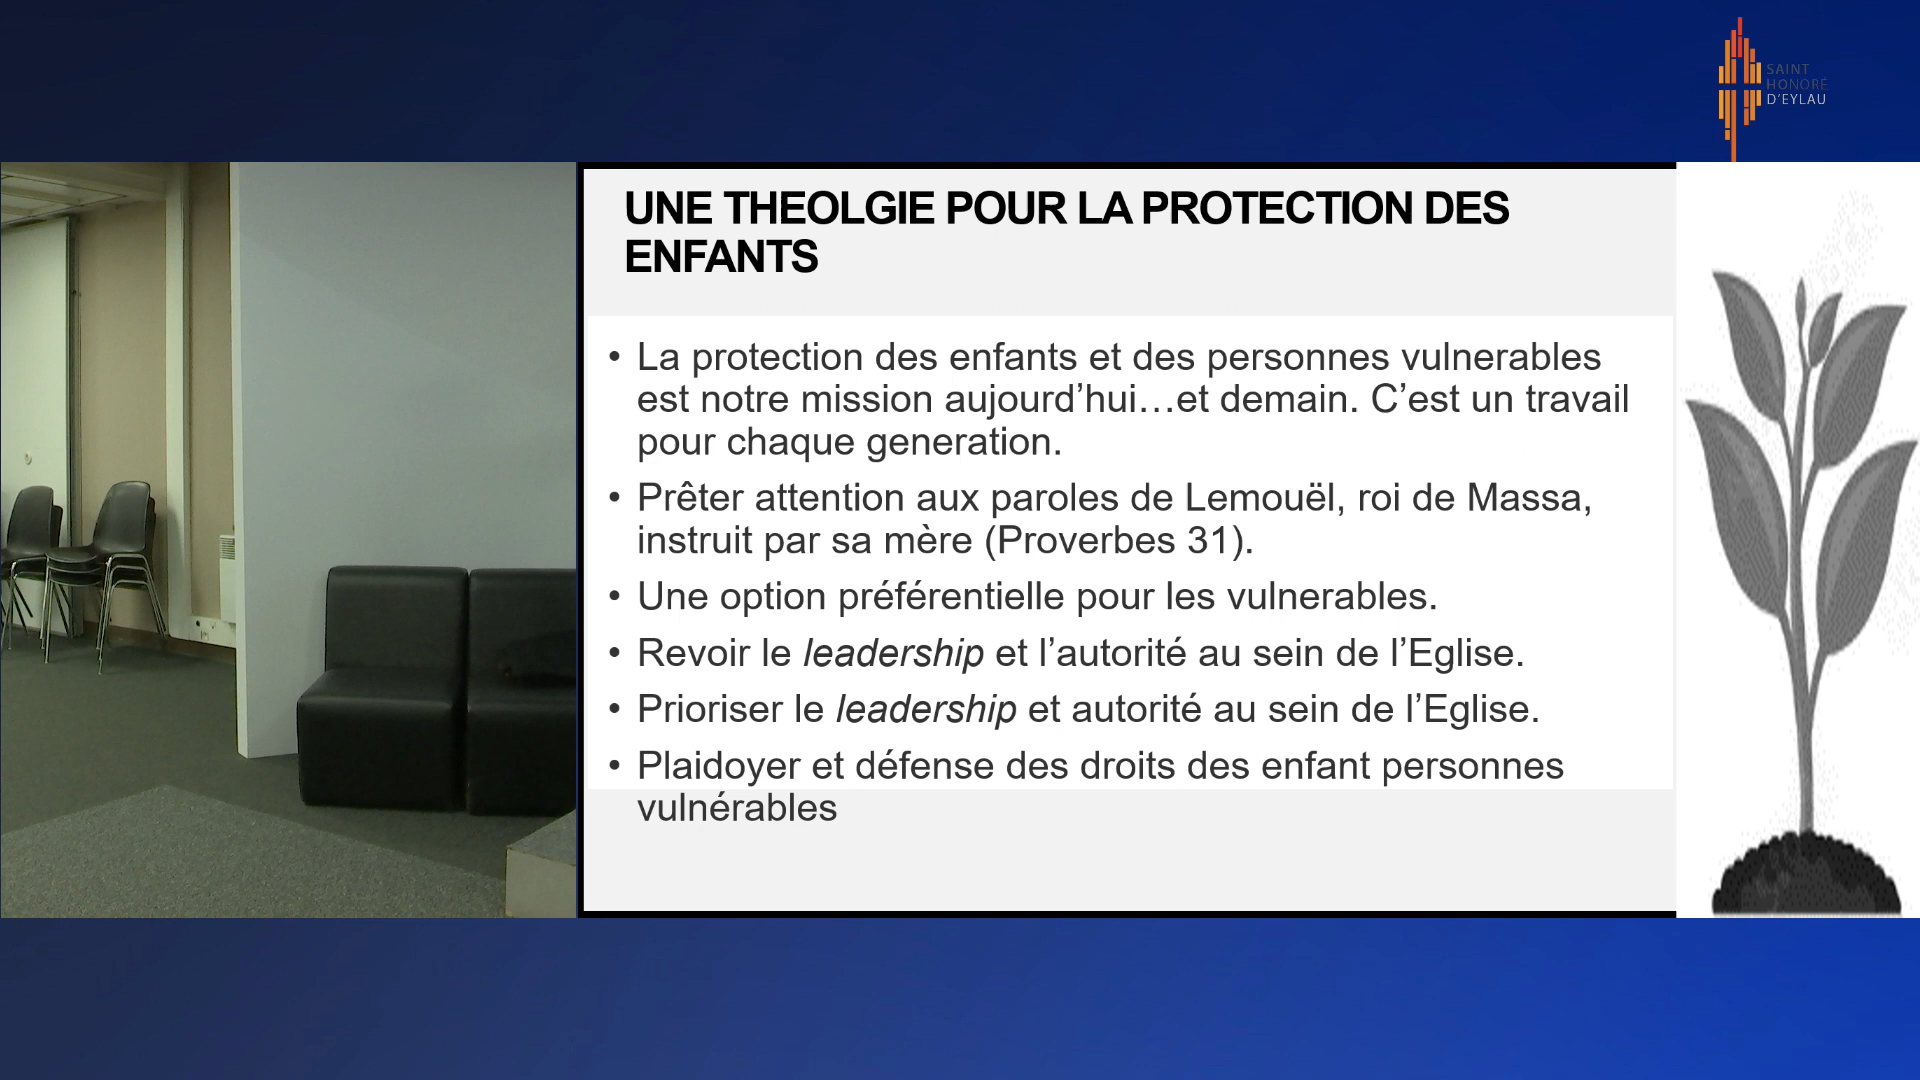 SAINT
HONORÉ
D'EYLAU
UNE THEOLGIE POUR LA PROTECTION DES
ENFANTS
• La protection des enfants et des personnes vulnerables
est notre mission aujourd’hui…et demain. C’est un travail
pour chaque generation.
• Prêter attention aux paroles de Lemouël, roi de Massa,
instruit par sa mère (Proverbes 31).
• Une option préférentielle pour les vulnerables.
• Revoir le leadership et l’autorité au sein de l’Eglise.
• Prioriser le leadership et autorité au sein de l’Eglise.
• Plaidoyer et défense des droits des enfant personnes
vulnérables